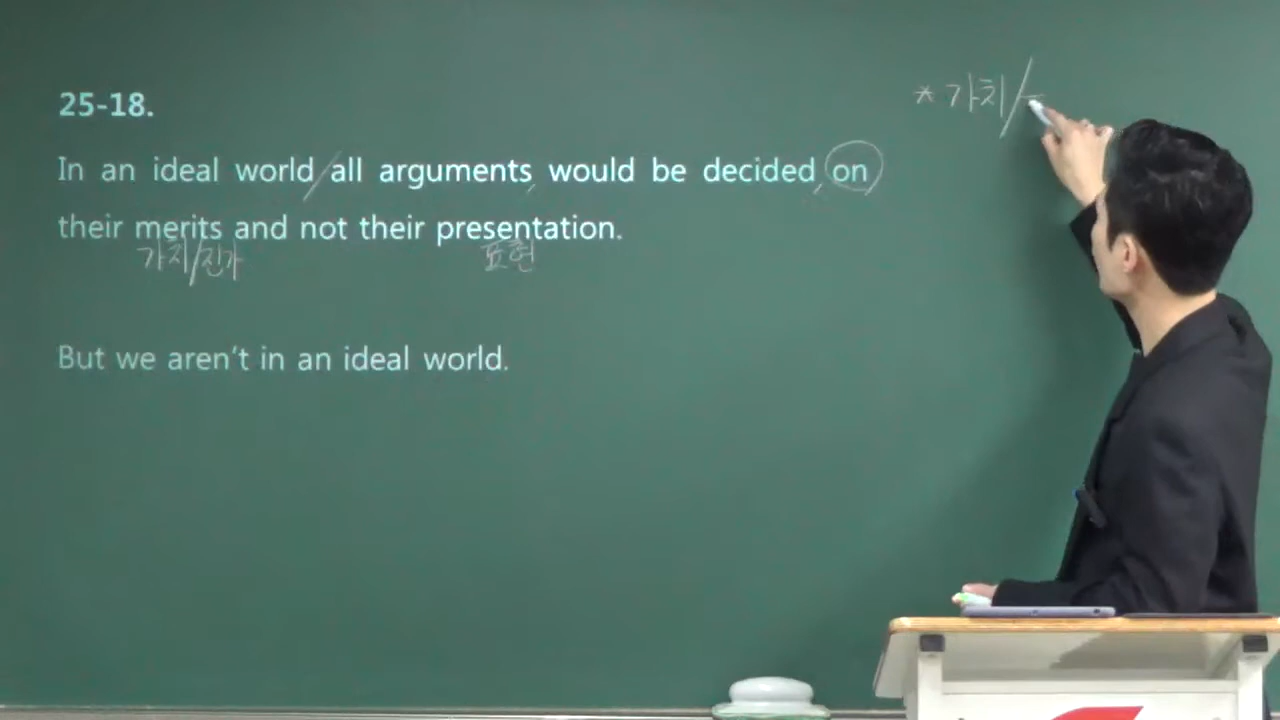 25-18.
* 가치/
In an ideal world / all arguments, would be decided, on
their merits and not their presentation.
가치/진가 표현
But we aren't in an ideal world.